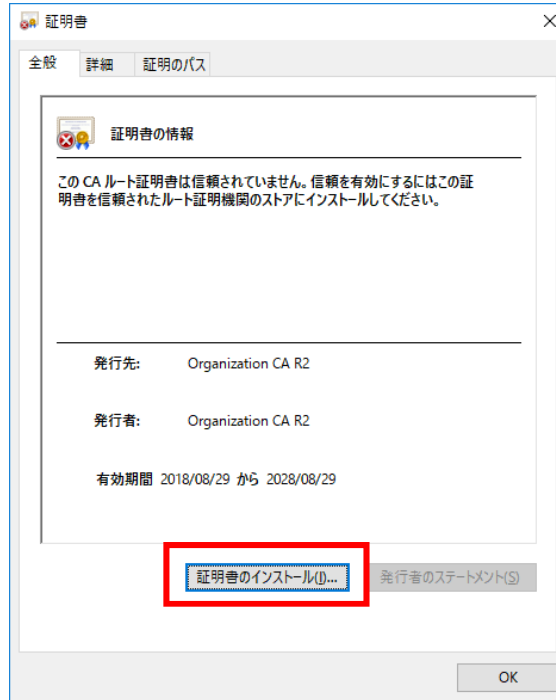 証明書
全般 詳細 証明のパス
証明書の情報
この CA ルート証明書は信頼されていません。信頼を有効にするにはこの証
明書を信頼されたルート証明機関のストアにインストールしてください。
発行先: Organization CA R2
発行者: Organization CA R2
有効期間 2018/08/29 から 2028/08/29
証明書のインストール(I)... 発行者のステートメント(S)
OK